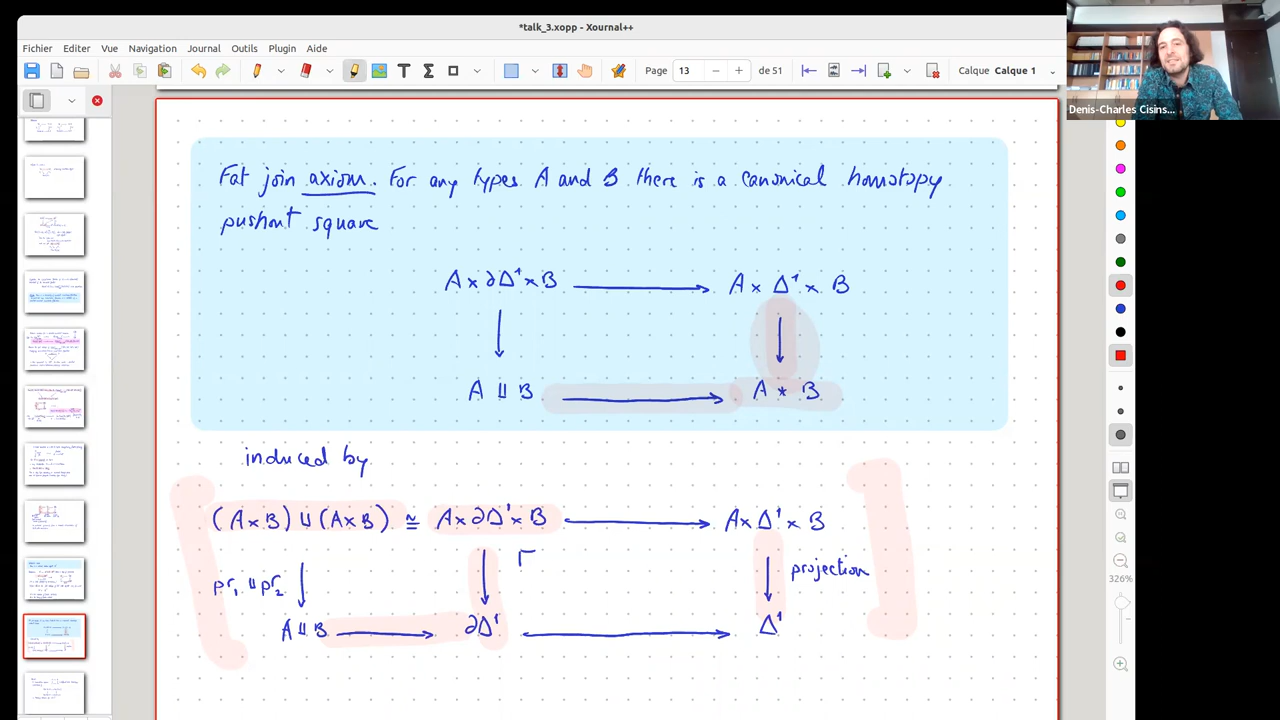 *talk_3.xopp - Xournal++
Fichier Editer Vue Navigation Journal Outils Plugin Aide
Page 13 de 51 Calque Calque 1
Denis-Charles Cisins...
326%
Fat join axiom. For any types A and B there is a canonical homotopy
pushout square
A × ∂Δ¹ × B → A × Δ¹ × B
A ⊔ B → A * B
induced by
(A×B) ⊔ (A×B) ≅ A×∂Δ¹×B → A×Δ¹×B
pr₁ ⊔ pr₂ projection
A ⊔ B → ∂Δ¹ → Δ¹